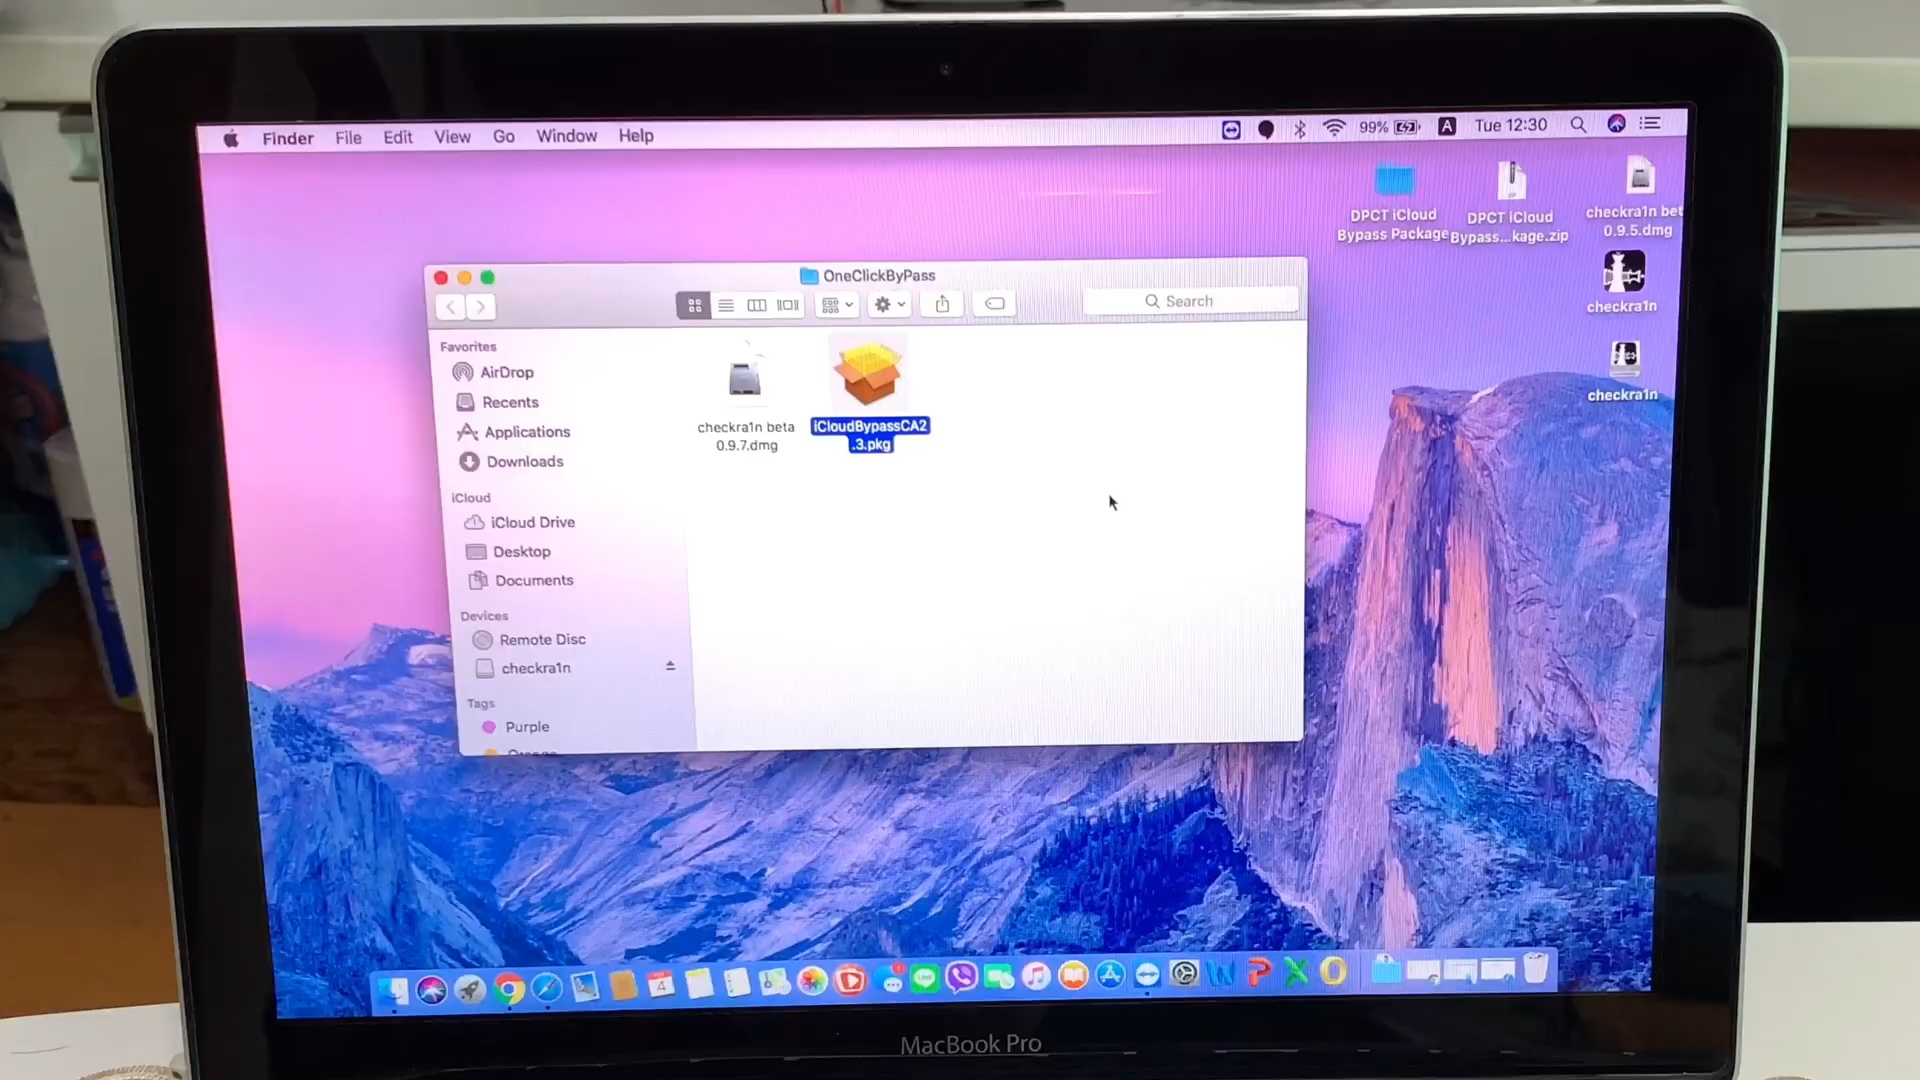 Finder File Edit View Go Window Help 99% A Tue 12:30
DPCT iCloud
Bypass Package
DPCT iCloud
Bypass...kage.zip
checkra1n bet
0.9.5.dmg
checkra1n
checkra1n
OneClickByPass
Search
Favorites
AirDrop
Recents
Applications
Downloads
iCloud
iCloud Drive
Desktop
Documents
Devices
Remote Disc
checkra1n
Tags
Purple
Orange
checkra1n beta
0.9.7.dmg
iCloudBypassCA2
.3.pkg
4
MacBook Pro